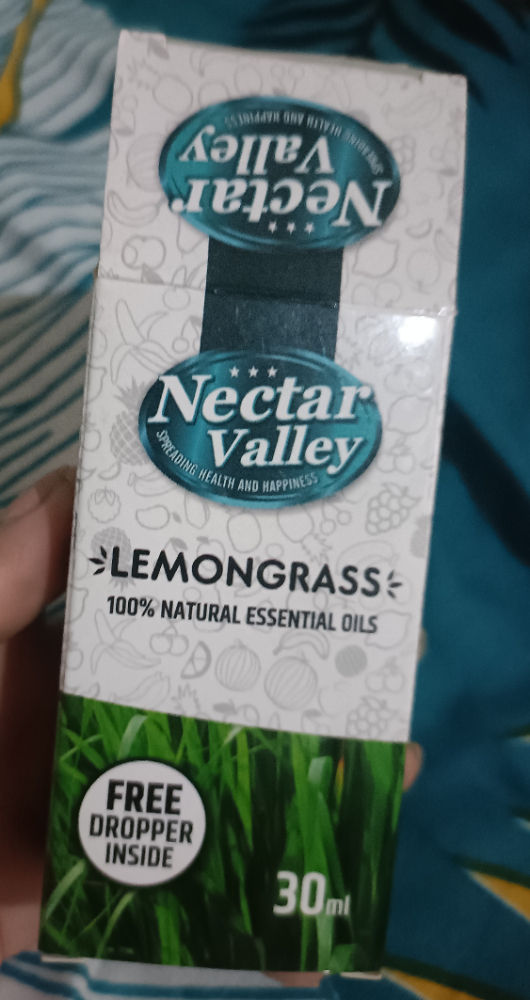 SPREADING HEALTH AND HAPPINESS
Nectar
Valley
Nectar
Valley
SPREADING HEALTH AND HAPPINESS
LEMONGRASS
100% NATURAL ESSENTIAL OILS
FREE
DROPPER
INSIDE
30ml